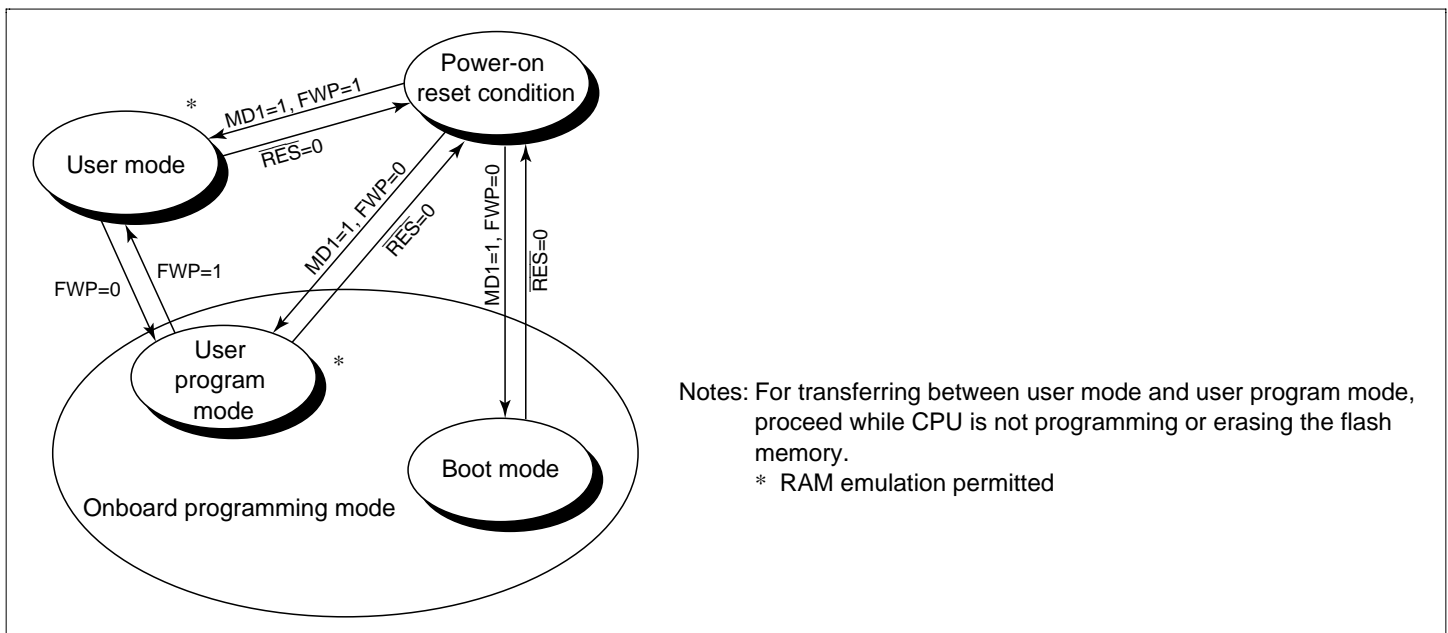 Power-on
reset condition
*
MD1=1, FWP=1
RES=0
User mode
MD1=1, FWP=0
RES=0
MD1=1, FWP=0
RES=0
FWP=1
FWP=0
User
program
mode
*
Boot mode
Onboard programming mode
Notes: For transferring between user mode and user program mode,
proceed while CPU is not programming or erasing the flash
memory.
* RAM emulation permitted